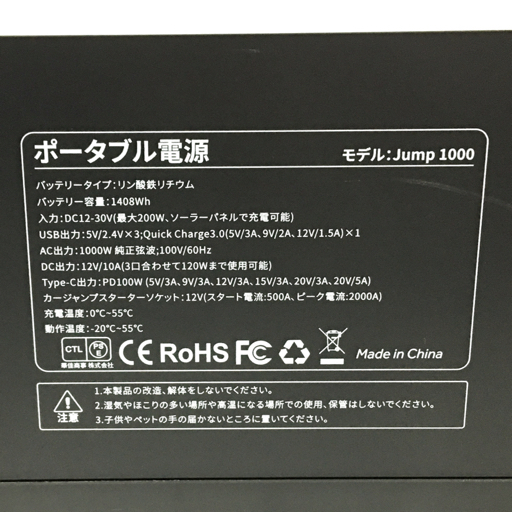 ポータブル電源
モデル:Jump 1000
バッテリータイプ:リン酸鉄リチウム
バッテリー容量:1408Wh
入力:DC12-30V(最大200W、ソーラーパネルで充電可能)
USB出力:5V/2.4V×3;Quick Charge3.0(5V/3A、9V/2A、12V/1.5A)×1
AC出力:1000W 純正弦波;100V/60Hz
DC出力:12V/10A(3口合わせて120Wまで使用可能)
Type-C出力:PD100W (5V/3A、9V/3A、12V/3A、15V/3A、20V/3A、20V/5A)
カージャンプスターターソケット:12V(スタート電流:500A、ピーク電流:2000A)
充電温度:0℃~55℃
動作温度:-20℃~55℃
CTL PSE CE RoHS FC Made in China
華佳商事 株式会社
注意
1.本製品の改造、解体をしないでください。
2.湿気やほこりの多い場所や高温になる場所での使用、保管はしないでください。
3.子供やペットの手の届かないところに置いてください。